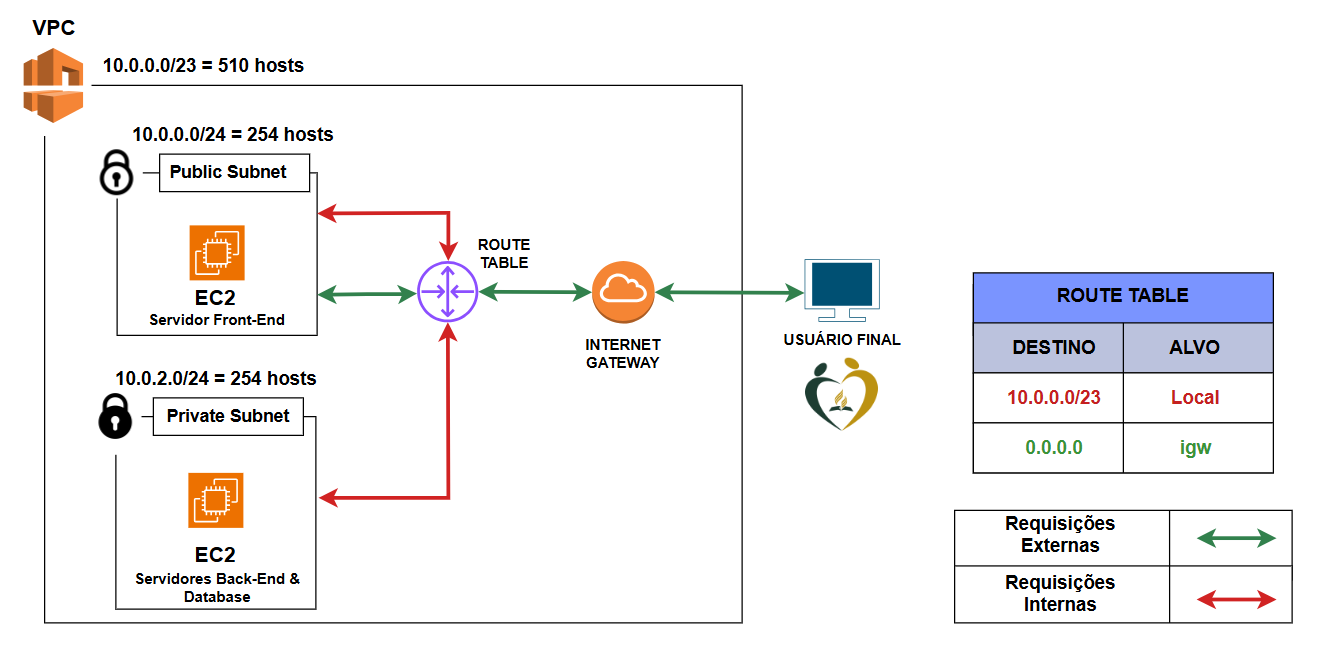 VPC
10.0.0.0/23 = 510 hosts
10.0.0.0/24 = 254 hosts
Public Subnet
EC2
Servidor Front-End
10.0.2.0/24 = 254 hosts
Private Subnet
EC2
Servidores Back-End &
Database
ROUTE
TABLE
INTERNET
GATEWAY
USUÁRIO FINAL
ROUTE TABLE
DESTINO ALVO
10.0.0.0/23 Local
0.0.0.0 igw
Requisições
Externas
Requisições
Internas